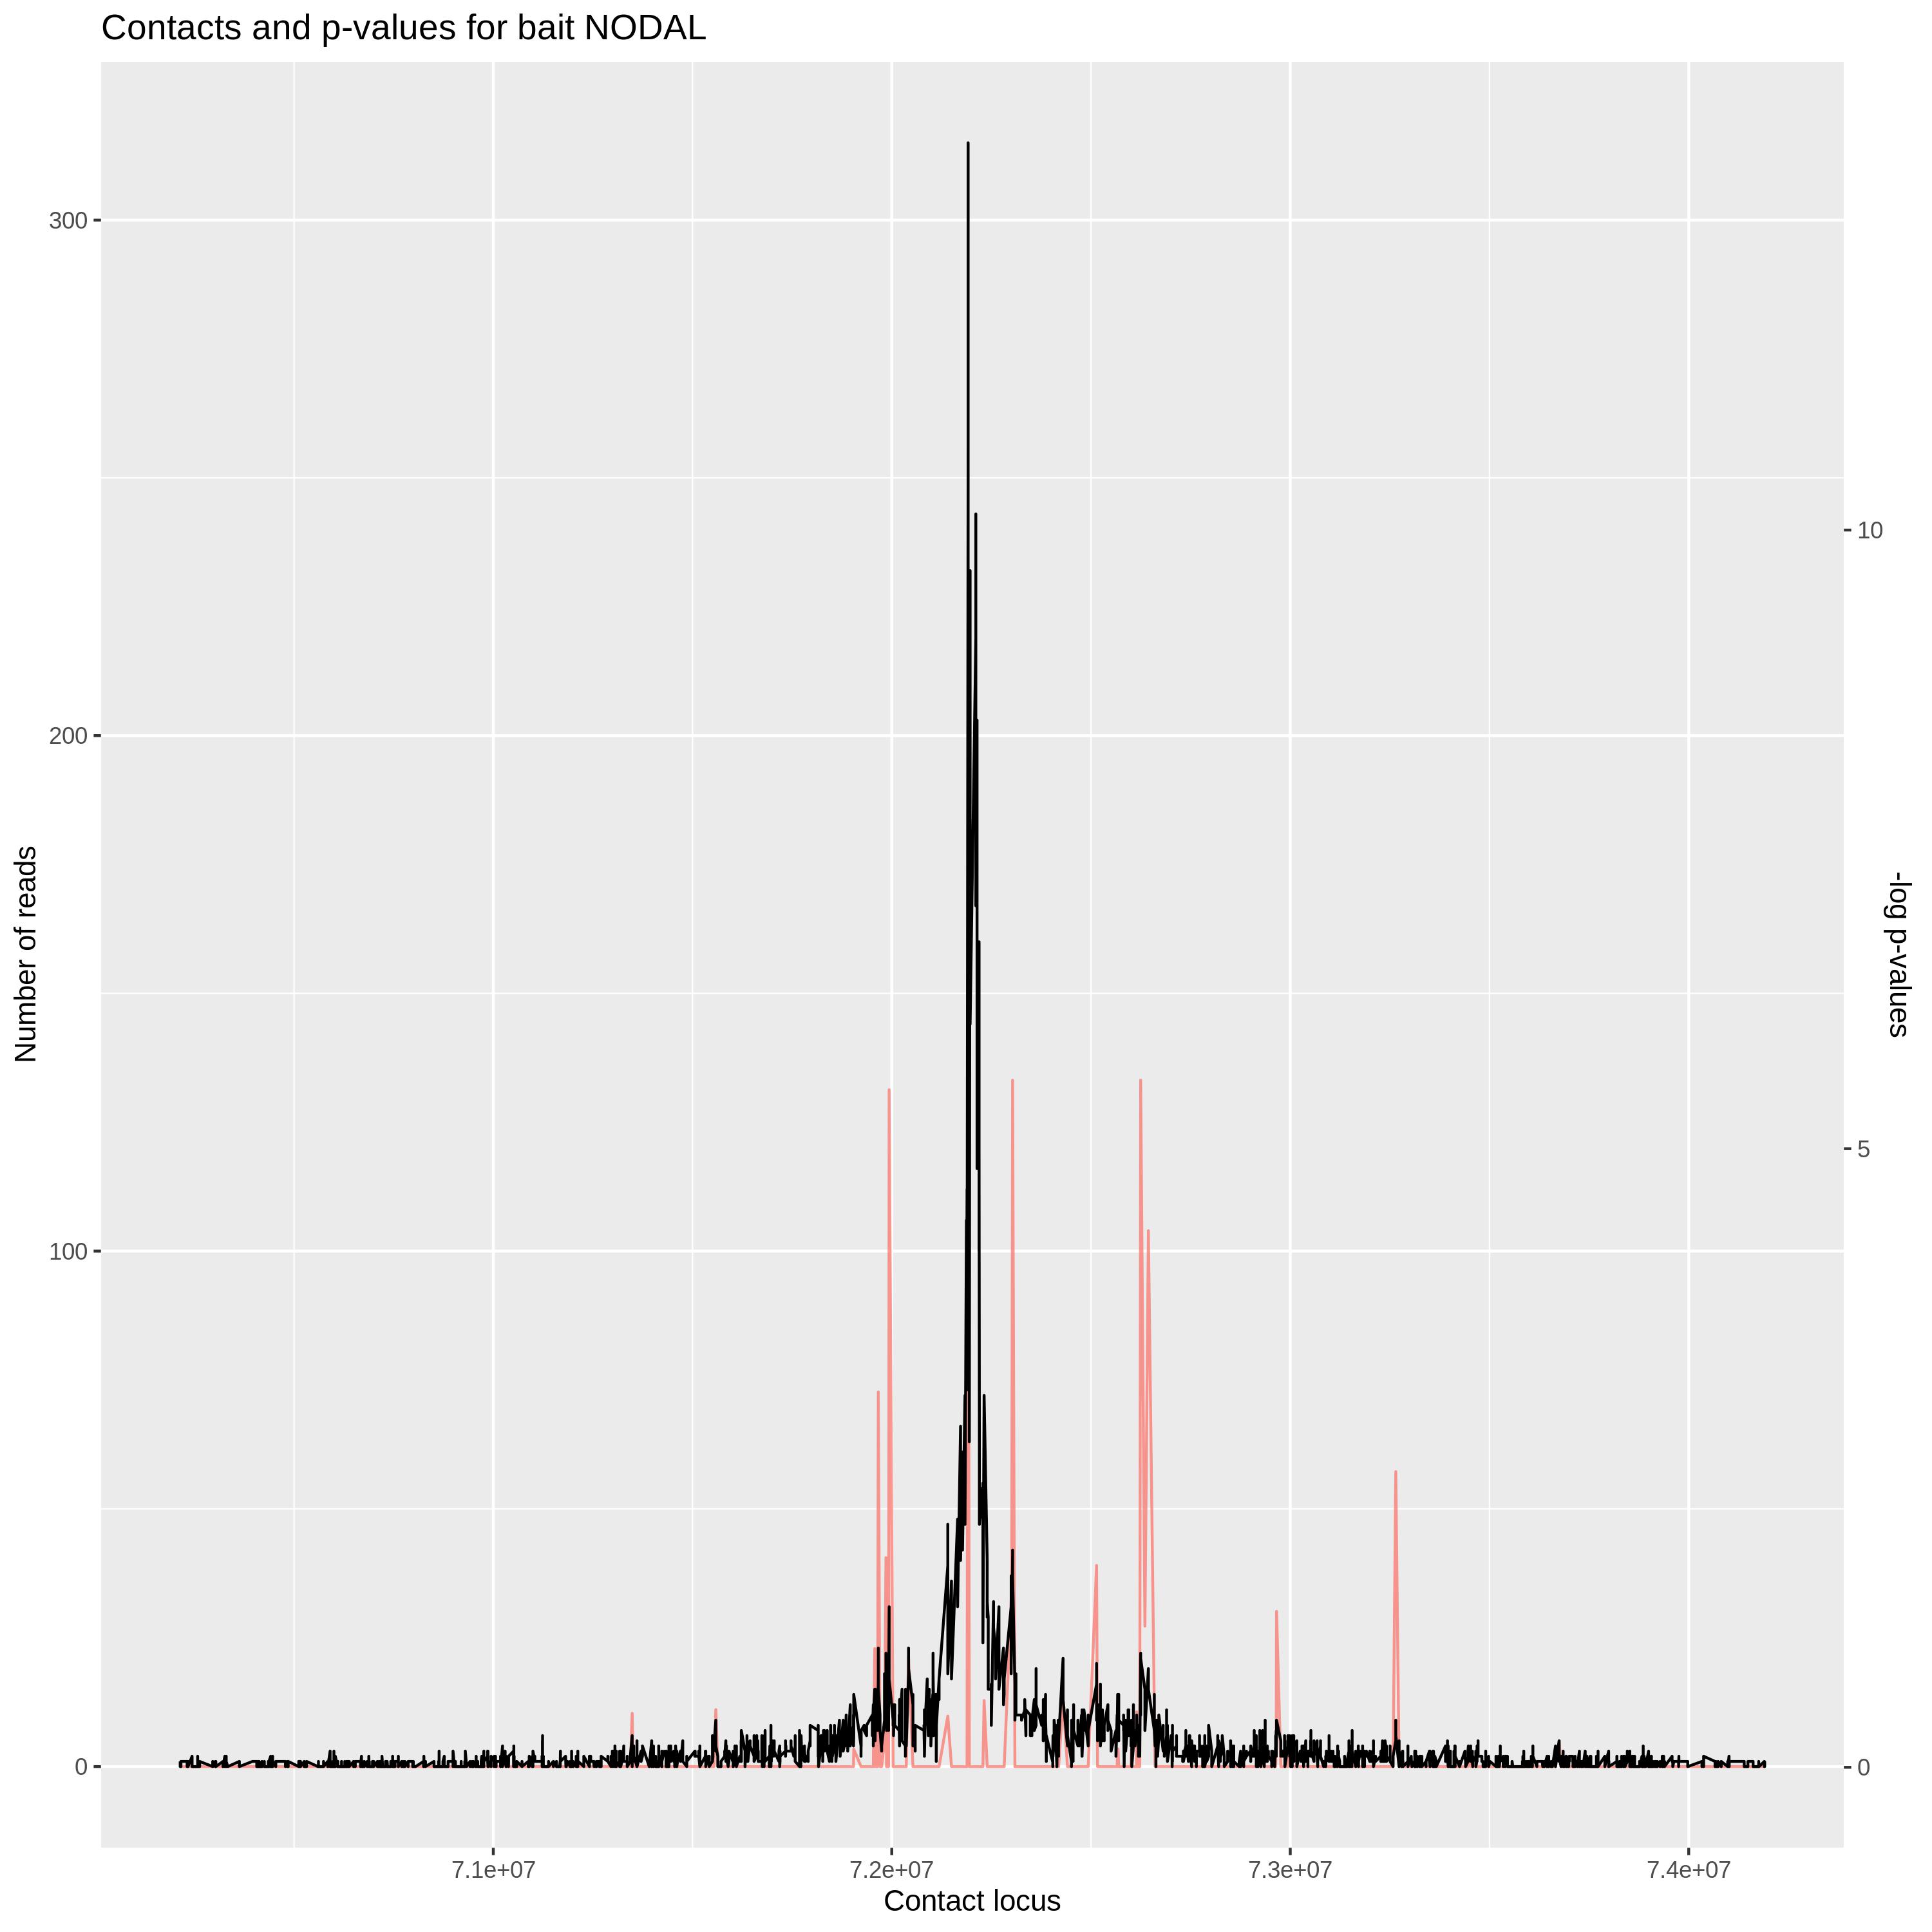 Contacts and p-values for bait NODAL
300
200
100
0
Number of reads
10
5
0
-log p-values
7.1e+07
7.2e+07
7.3e+07
7.4e+07
Contact locus